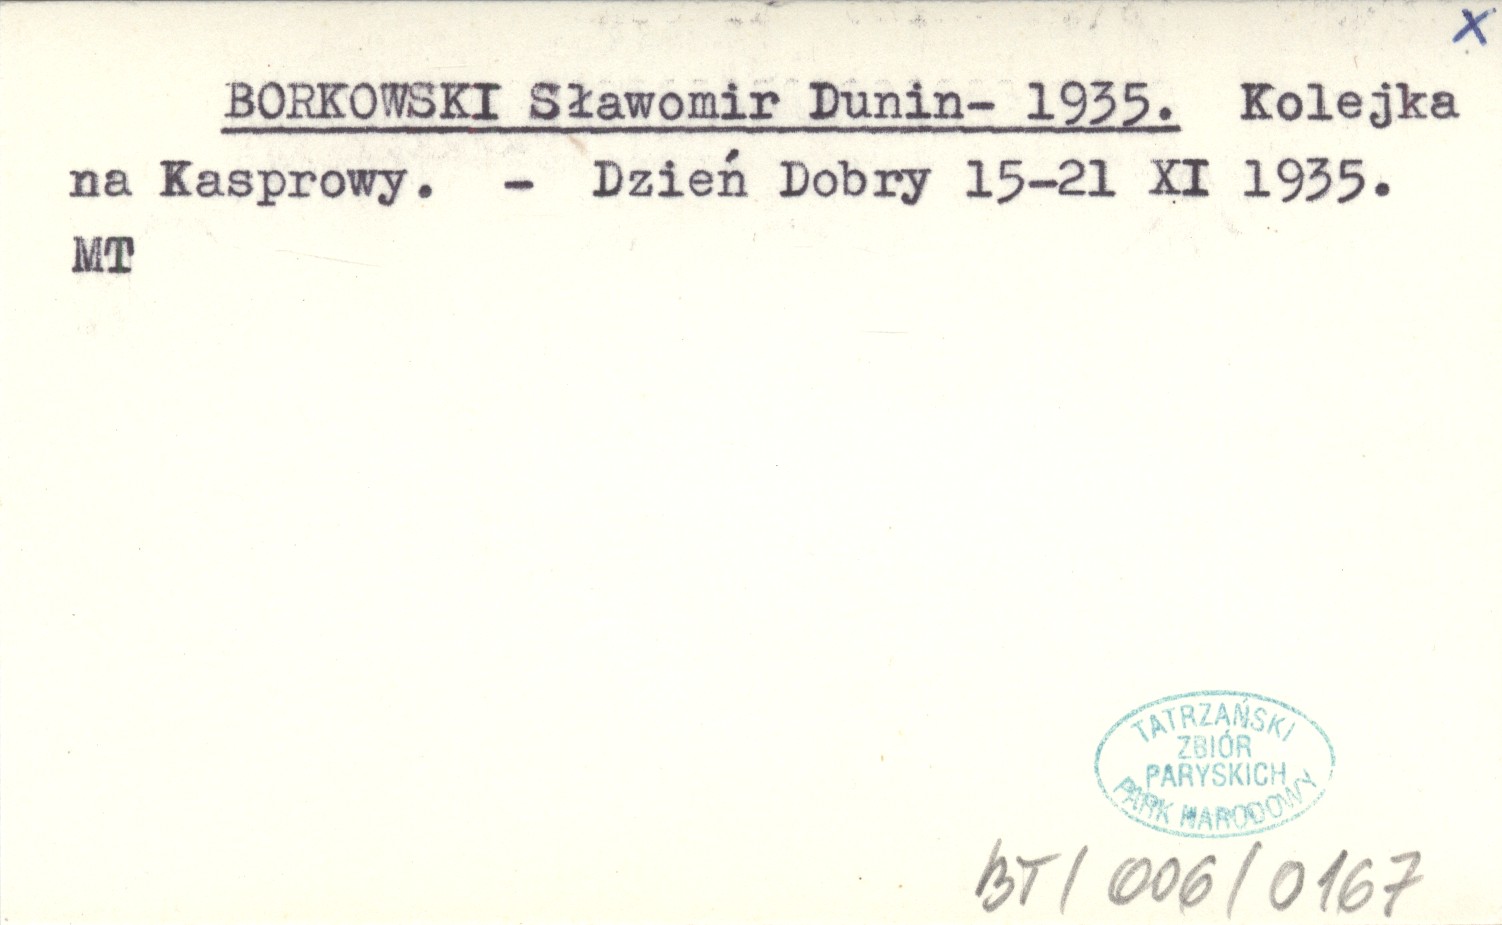 x
BORKOWSKI Sławomir Dunin- 1935. Kolejka
na Kasprowy. - Dzień Dobry 15-21 XI 1935.
MT
TATRZAŃSKI
ZBIÓR
PARYSKICH
PARK NARODOWY
BT/ 006/0167